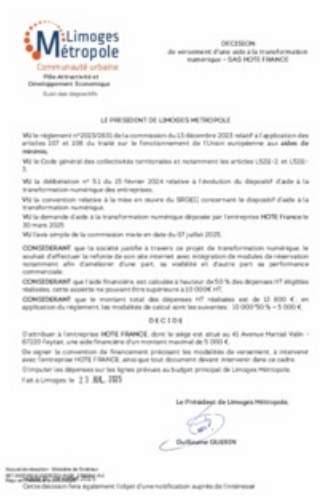 Limoges
Métropole
Communauté urbaine
Pôle Attractivité et
Développement Economique
Suivi des dispositifs
DECISION
de versement d'une aide à la transformation
numérique – SAS HOTE FRANCE
LE PRESIDENT DE LIMOGES METROPOLE
VU le règlement n°2023/2831 de la commission du 13 décembre 2023 relatif à l'application des
articles 107 et 108 du traité sur le fonctionnement de l'Union européenne aux aides de
minimis,
VU le Code général des collectivités territoriales et notamment les articles L5211-2 et L5211-
VU la délibération n° 5.1 du 15 février 2024 relative à l'évolution du dispositif d'aide à la
transformation numérique des entreprises,
VU la convention relative à la mise en œuvre du SRDEII concernant le dispositif d'aide à la
transformation numérique,
VU la demande d'aide à la transformation numérique déposée par l'entreprise HOTE France le
30 mars 2025
VU l'avis simple de la commission mixte en date du 07 juillet 2025,
CONSIDERANT que la société justifie à travers ce projet de transformation numérique, le
souhait d'effectuer la refonte de son site internet avec intégration de modules de réservation
notamment afin d'améliorer d'une part, sa visibilité et d'autre part sa performance
commerciale
CONSIDERANT que l'aide financière est calculée à hauteur de 50 % des dépenses HT éligibles
réalisées, cette assiette ne pouvant être supérieure à 10 000€ HT,
CONSIDERANT que le montant total des dépenses HT réalisées est de 12 800 €, en
application du règlement, les modalités de calcul sont les suivantes : 10 000*50 % = 5 000 €.
DECIDE
D'attribuer à l'entreprise HOTE FRANCE, dont le siège est situé au 41 Avenue Martial Valin –
87220 Feytiat, une aide financière d'un montant maximal de 5 000 €.
De signer la convention de financement précisant les modalités de versement, à intervenir
avec l'entreprise HOTE FRANCE, ainsi que tout document devant intervenir dans ce cadre.
D'imputer les dépenses sur les lignes prévues au budget principal de Limoges Métropole.
Fait à Limoges, le 23 JUIL. 2025
Le Président de Limoges Métropole,
Guillaume GUERIN
Accusé de réception - Ministère de l'Intérieur
Cette décision fera également l'objet d'une notification auprès de l'intéressé